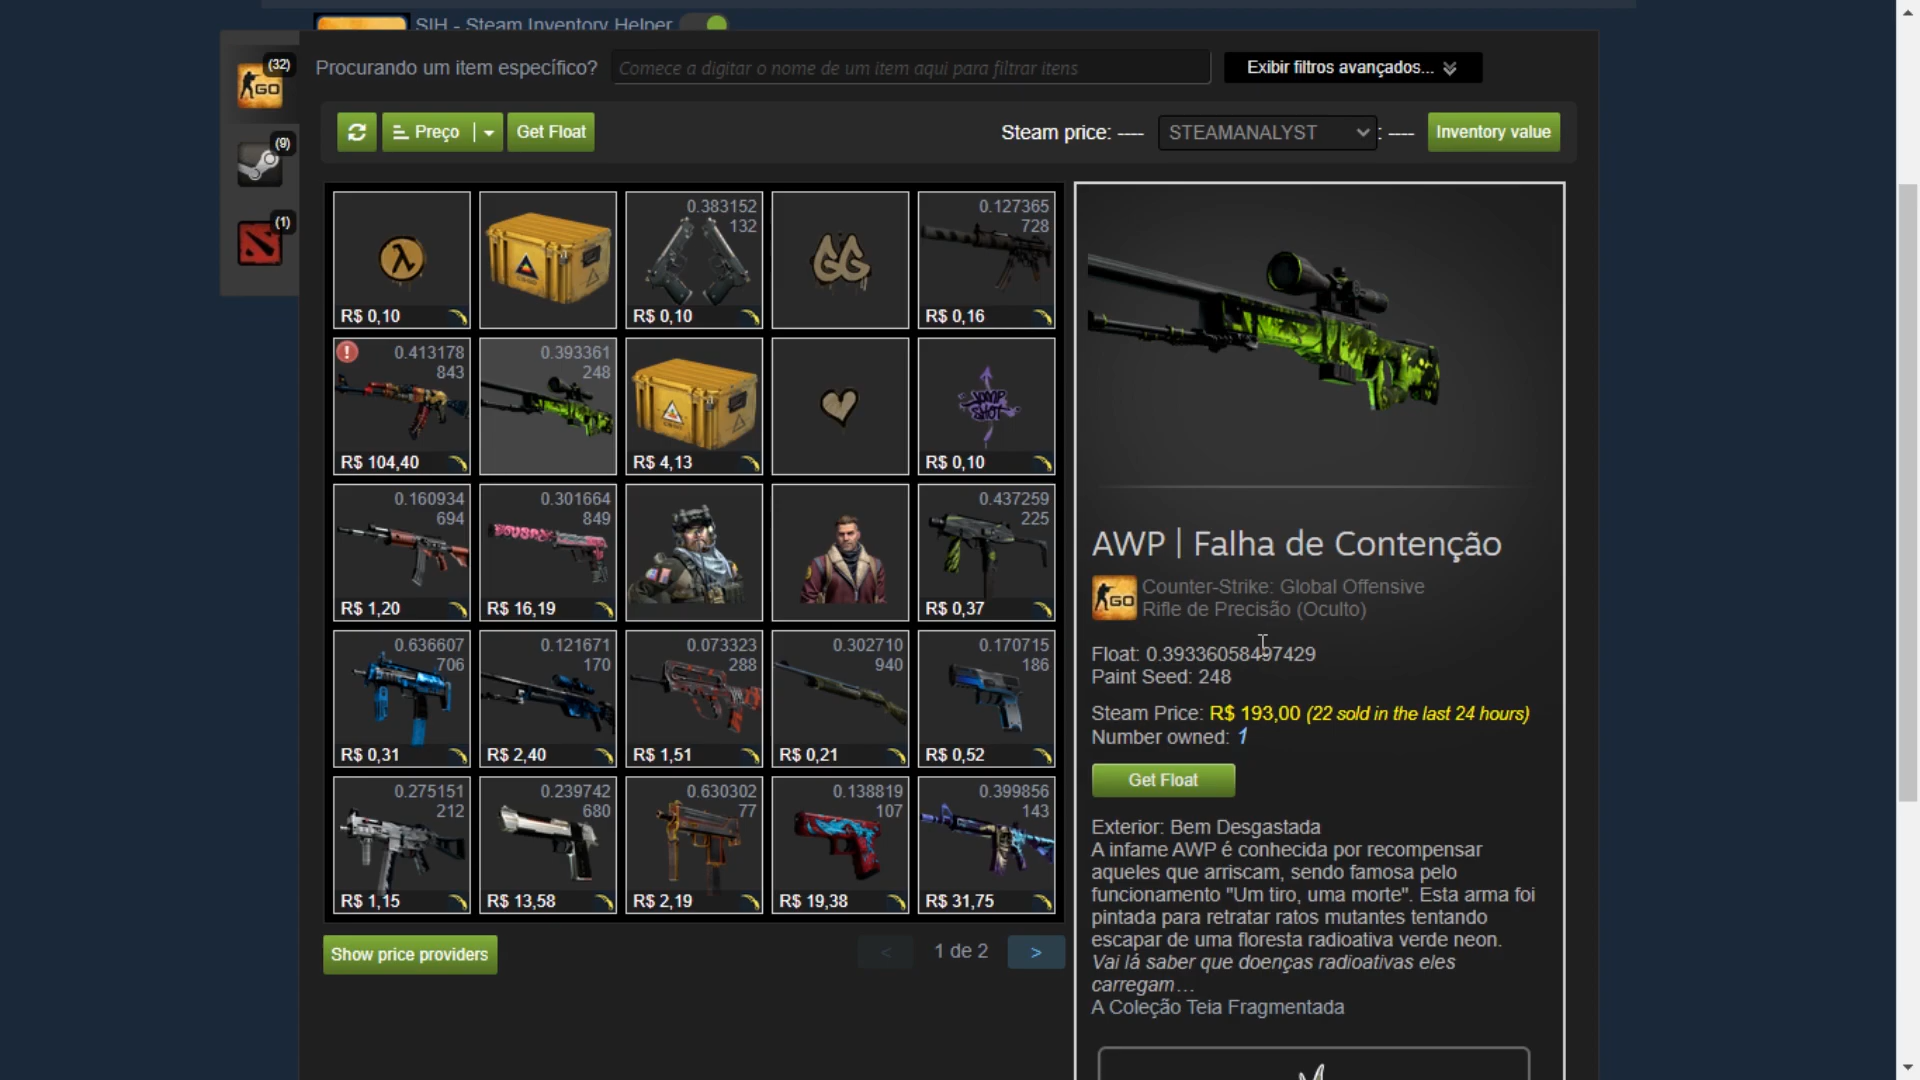 SIH - Steam Inventory Helper
(32)
GO
(9)
(1)
Procurando um item específico?
Comece a digitar o nome de um item aqui para filtrar itens
Exibir filtros avançados...
Preço
Get Float
Steam price: ----
STEAMANALYST
: ----
Inventory value
R$ 0,10
0.383152
132
R$ 0,10
GG
0.127365
728
R$ 0,16
!
0.413178
843
R$ 104,40
0.393361
248
R$ 4,13
JUMP SHOT
R$ 0,10
0.160934
694
R$ 1,20
0.301664
849
R$ 16,19
0.437259
225
R$ 0,37
0.636607
706
R$ 0,31
0.121671
170
R$ 2,40
0.073323
288
R$ 1,51
0.302710
940
R$ 0,21
0.170715
186
R$ 0,52
0.275151
212
R$ 1,15
0.239742
680
R$ 13,58
0.630302
77
R$ 2,19
0.138819
107
R$ 19,38
0.399856
143
R$ 31,75
Show price providers
<
1 de 2
>
AWP | Falha de Contenção
GO
Counter-Strike: Global Offensive
Rifle de Precisão (Oculto)
Float: 0.39336058497429
Paint Seed: 248
Steam Price: R$ 193,00 (22 sold in the last 24 hours)
Number owned: 1
Get Float
Exterior: Bem Desgastada
A infame AWP é conhecida por recompensar
aqueles que arriscam, sendo famosa pelo
funcionamento "Um tiro, uma morte". Esta arma foi
pintada para retratar ratos mutantes tentando
escapar de uma floresta radioativa verde neon.
Vai lá saber que doenças radioativas eles
carregam…
A Coleção Teia Fragmentada